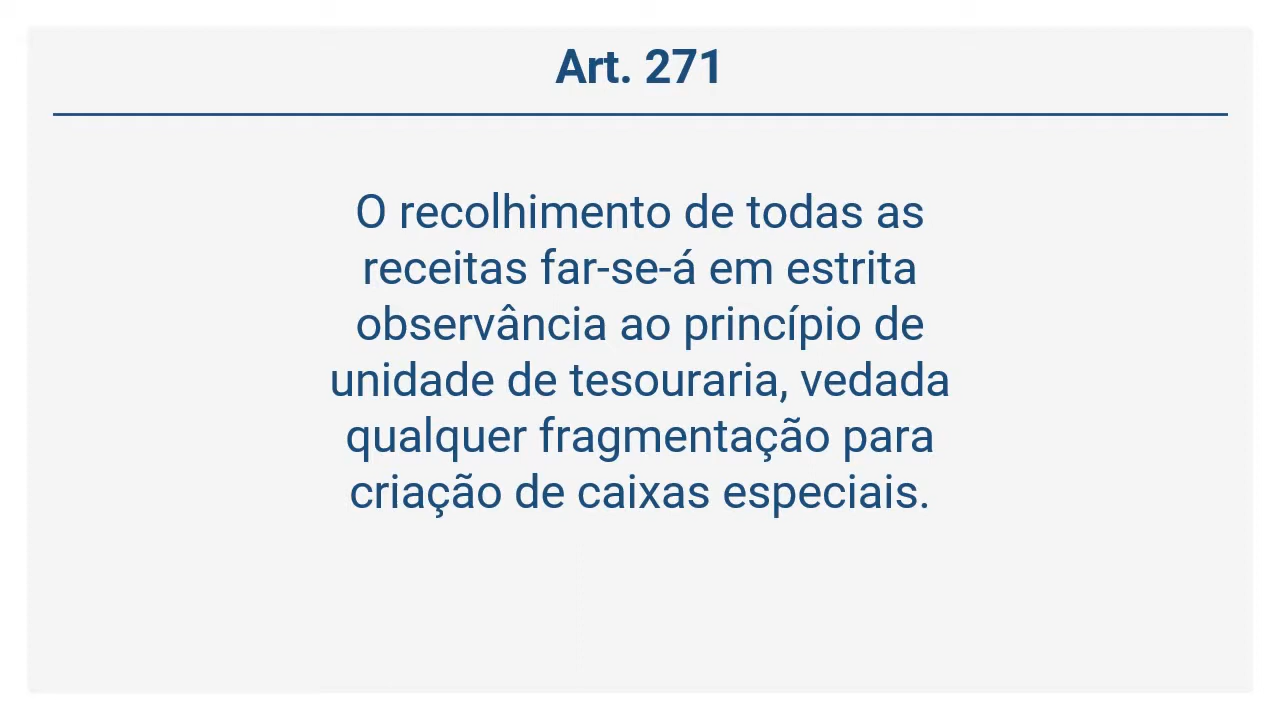 Art. 271
O recolhimento de todas as
receitas far-se-á em estrita
observância ao princípio de
unidade de tesouraria, vedada
qualquer fragmentação para
criação de caixas especiais.